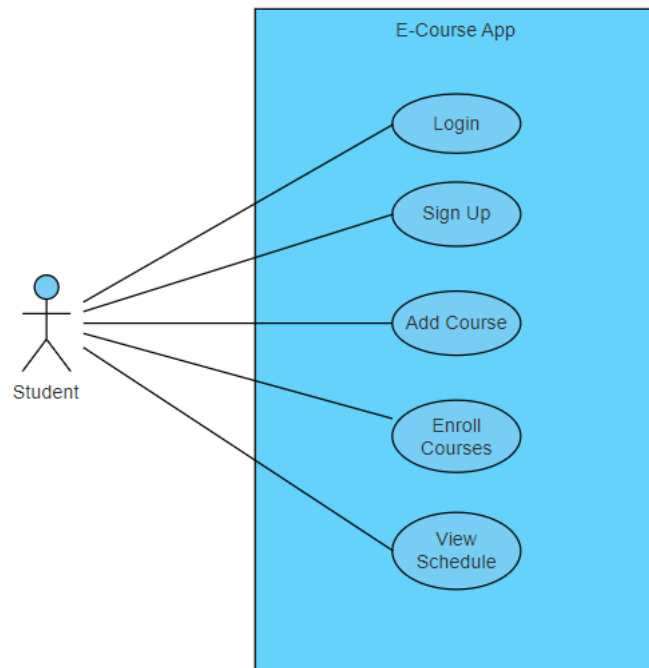 E-Course App
Login
Sign Up
Add Course
Student
Enroll
Courses
View
Schedule